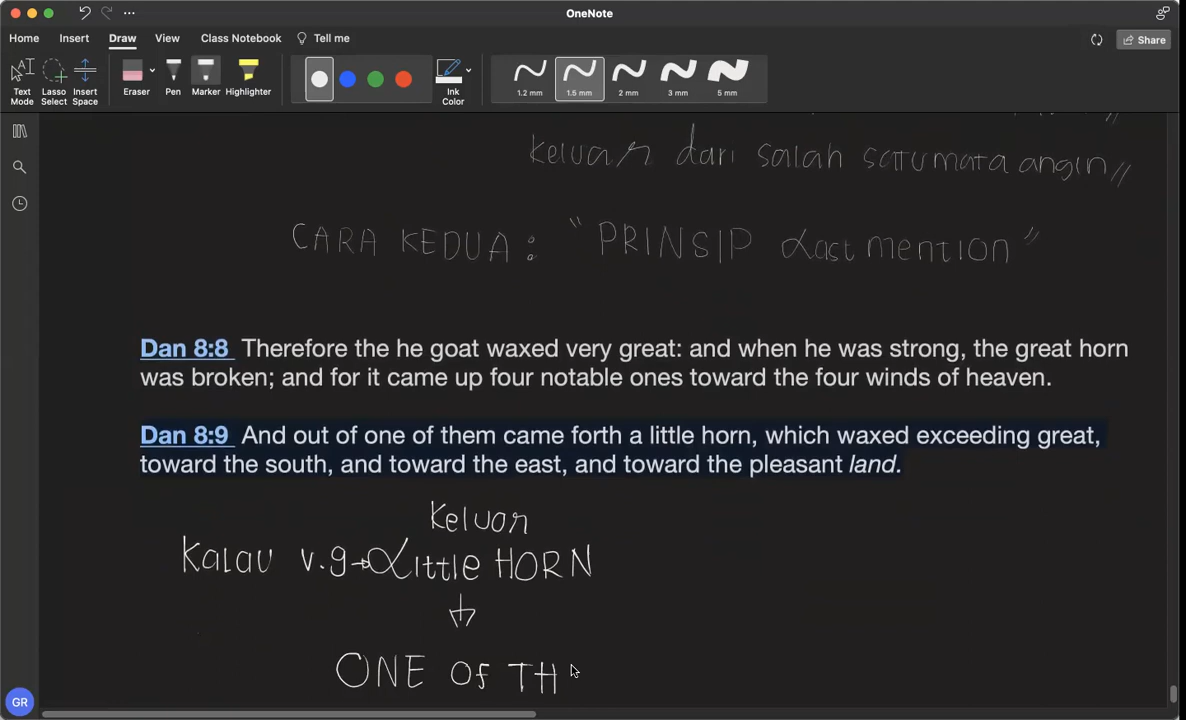 OneNote
Home Insert Draw View Class Notebook Tell me
Share
Text Mode
Lasso Select
Insert Space
Eraser
Pen
Marker
Highlighter
Ink Color
1.2 mm 1.5 mm 2 mm 3 mm 5 mm
keluar dari salah satu mata angin //
CARA KEDUA : “PRINSIP Last mention”
Dan 8:8 Therefore the he goat waxed very great: and when he was strong, the great horn
was broken; and for it came up four notable ones toward the four winds of heaven.
Dan 8:9 And out of one of them came forth a little horn, which waxed exceeding great,
toward the south, and toward the east, and toward the pleasant land.
Keluar
Kalau v.9→Little HORN
ONE Of TH
GR